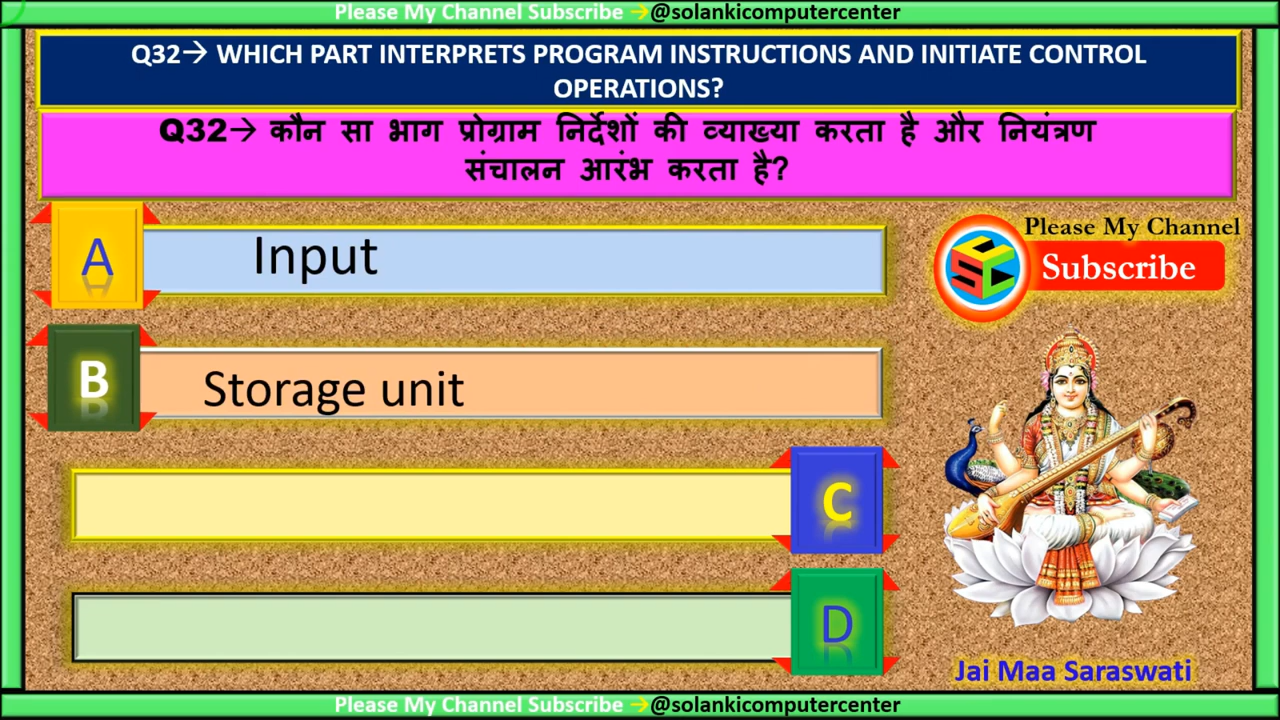 Please My Channel Subscribe →@solankicomputercenter
Q32→ WHICH PART INTERPRETS PROGRAM INSTRUCTIONS AND INITIATE CONTROL
OPERATIONS?
Q32→ कौन सा भाग प्रोग्राम निर्देशों की व्याख्या करता है और नियंत्रण
संचालन आरंभ करता है?
A Input
B Storage unit
C
D
Please My Channel
SCC Subscribe
Jai Maa Saraswati
Please My Channel Subscribe →@solankicomputercenter